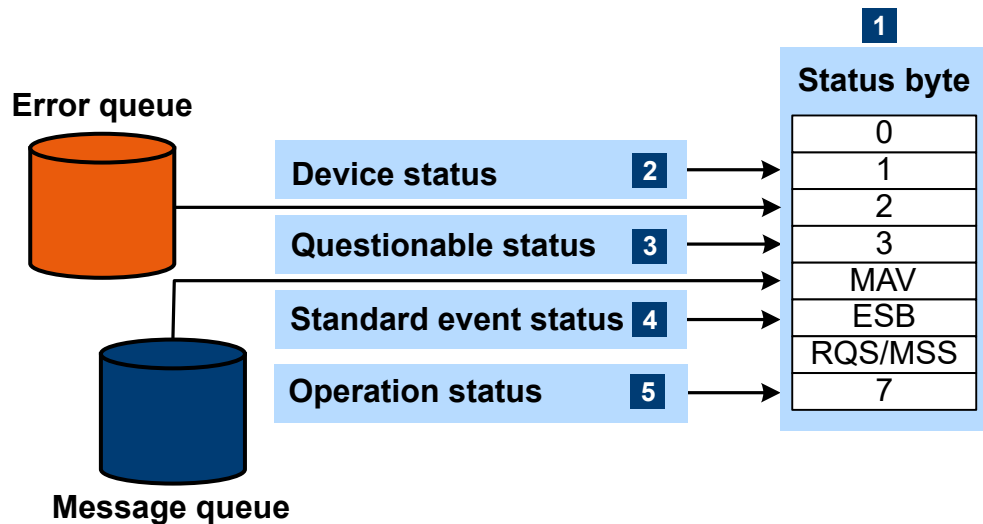 1
Status byte
Error queue
0
Device status 2
1
2
Questionable status 3
3
MAV
Standard event status 4
ESB
RQS/MSS
Operation status 5
7
Message queue